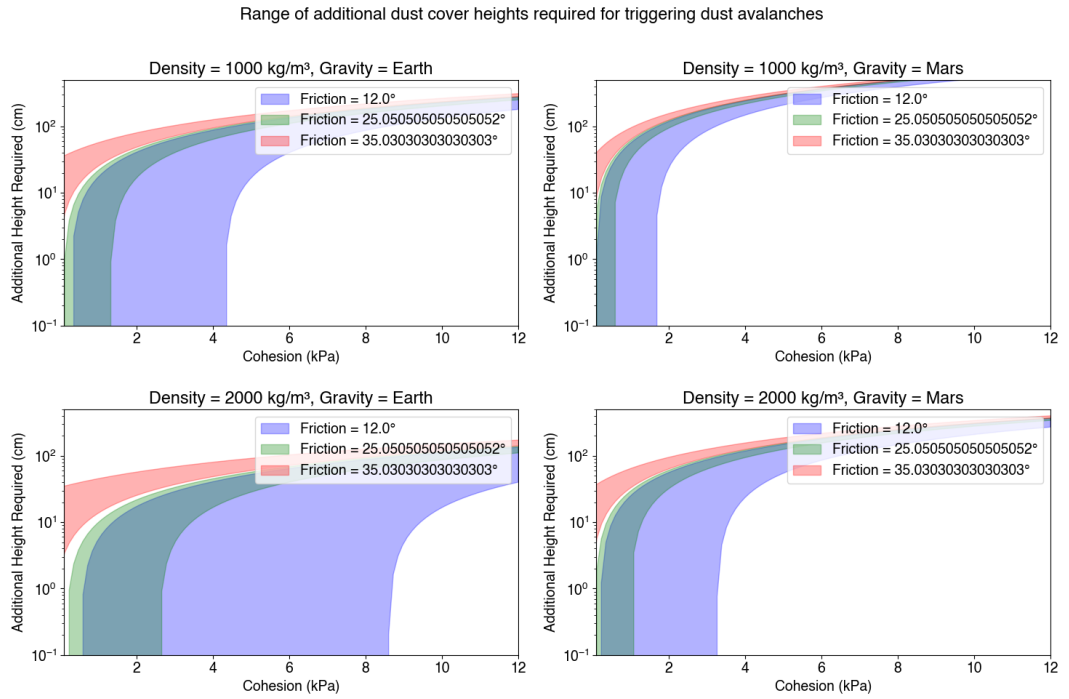 Range of additional dust cover heights required for triggering dust avalanches
Density = 1000 kg/m³, Gravity = Earth
Additional Height Required (cm)
10²
10¹
10⁰
10⁻¹
Friction = 12.0°
Friction = 25.050505050505052°
Friction = 35.03030303030303°
2
4
6
8
10
12
Cohesion (kPa)
Density = 1000 kg/m³, Gravity = Mars
Additional Height Required (cm)
10²
10¹
10⁰
10⁻¹
Friction = 12.0°
Friction = 25.050505050505052°
Friction = 35.03030303030303°
2
4
6
8
10
12
Cohesion (kPa)
Density = 2000 kg/m³, Gravity = Earth
Additional Height Required (cm)
10²
10¹
10⁰
10⁻¹
Friction = 12.0°
Friction = 25.050505050505052°
Friction = 35.03030303030303°
2
4
6
8
10
12
Cohesion (kPa)
Density = 2000 kg/m³, Gravity = Mars
Additional Height Required (cm)
10²
10¹
10⁰
10⁻¹
Friction = 12.0°
Friction = 25.050505050505052°
Friction = 35.03030303030303°
2
4
6
8
10
12
Cohesion (kPa)